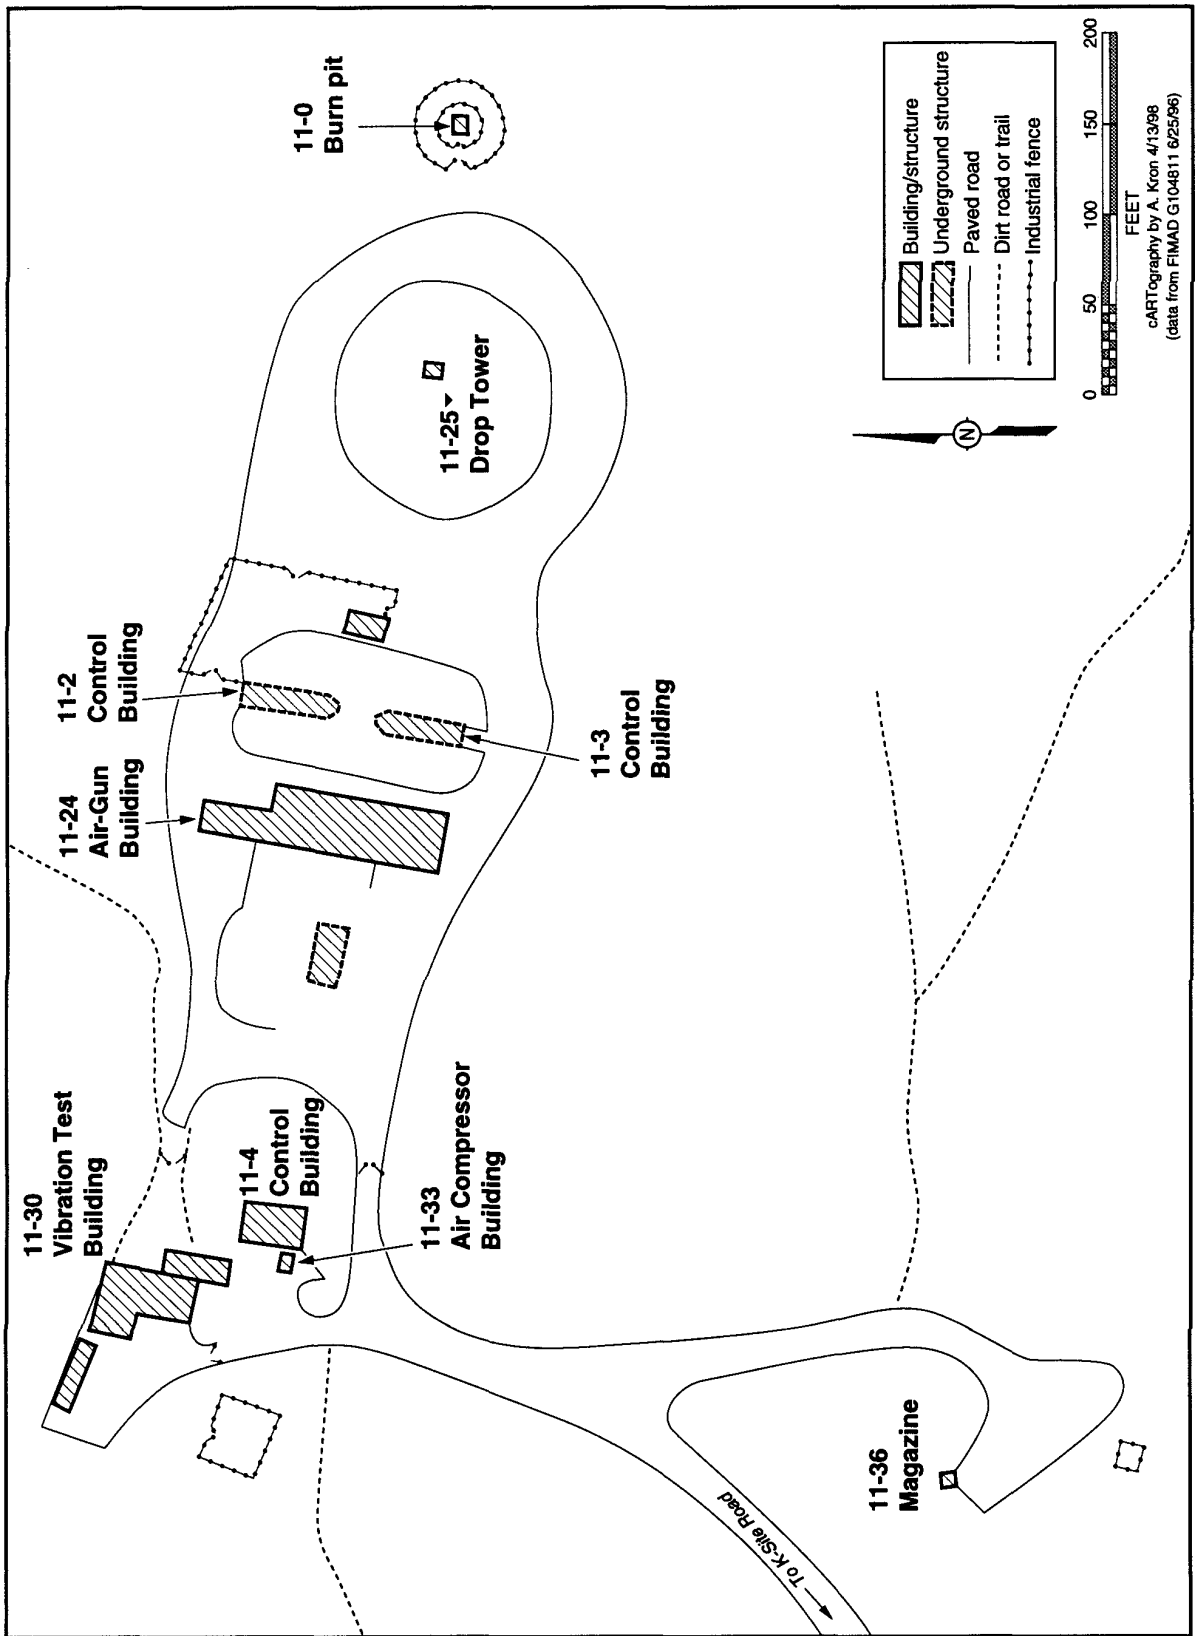 11-30
Vibration Test
Building
11-4
Control
Building
11-33
Air Compressor
Building
11-24
Air-Gun
Building
11-2
Control
Building
11-3
Control
Building
11-0
Burn pit
11-25
Drop Tower
11-36
Magazine
To K-Site Road
Building/structure
Underground structure
Paved road
Dirt road or trail
Industrial fence
N
0 50 100 150 200
FEET
cARTography by A. Kron 4/13/98
(data from FIMAD G104811 6/25/96)